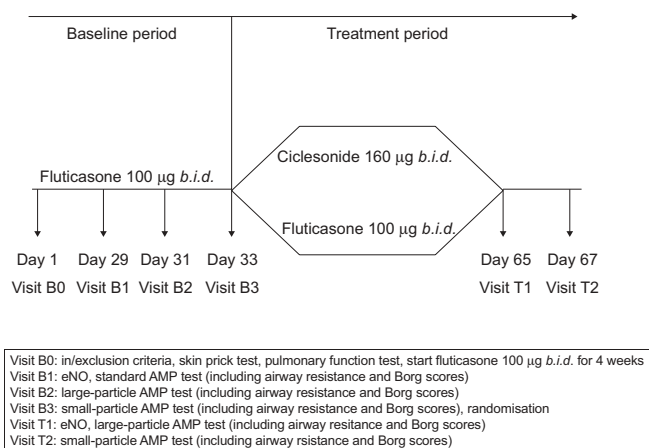 Baseline period Treatment period
Ciclesonide 160 μg b.i.d.
Fluticasone 100 μg b.i.d.
Fluticasone 100 μg b.i.d.
Day 1 Day 29 Day 31 Day 33 Day 65 Day 67
Visit B0 Visit B1 Visit B2 Visit B3 Visit T1 Visit T2
Visit B0: in/exclusion criteria, skin prick test, pulmonary function test, start fluticasone 100 μg b.i.d. for 4 weeks
Visit B1: eNO, standard AMP test (including airway resistance and Borg scores)
Visit B2: large-particle AMP test (including airway resistance and Borg scores)
Visit B3: small-particle AMP test (including airway resistance and Borg scores), randomisation
Visit T1: eNO, large-particle AMP test (including airway resitance and Borg scores)
Visit T2: small-particle AMP test (including airway rsistance and Borg scores)